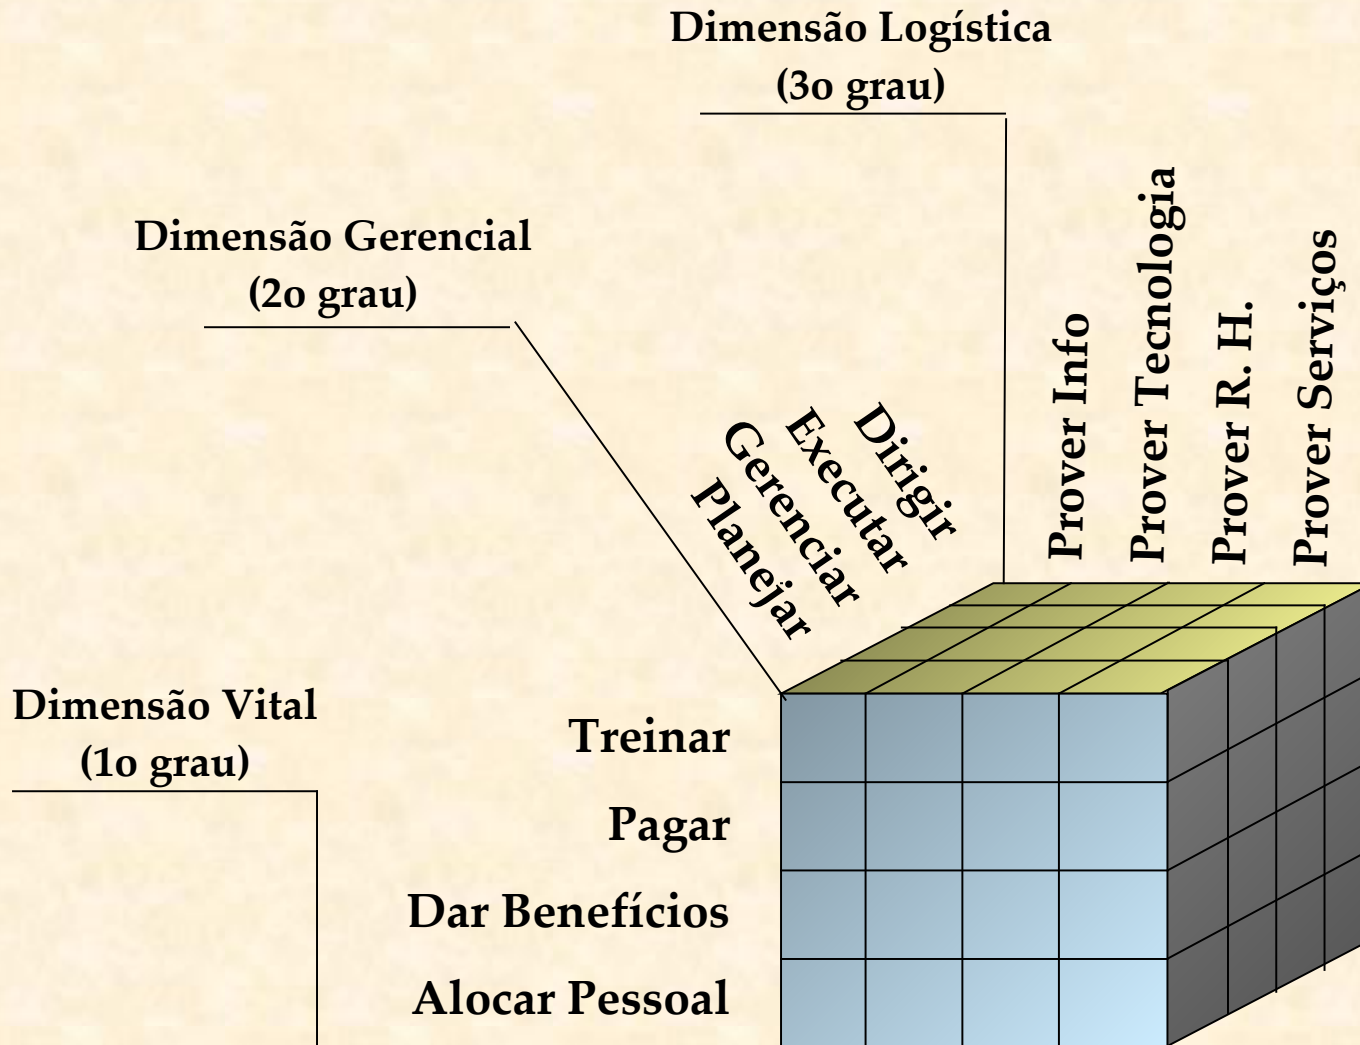 Dimensão Logística
(3o grau)
Dimensão Gerencial
(2o grau)
Prover Info
Prover Tecnologia
Prover R. H.
Prover Serviços
Dirigir
Executar
Gerenciar
Planejar
Dimensão Vital
(1o grau)
Treinar
Pagar
Dar Benefícios
Alocar Pessoal